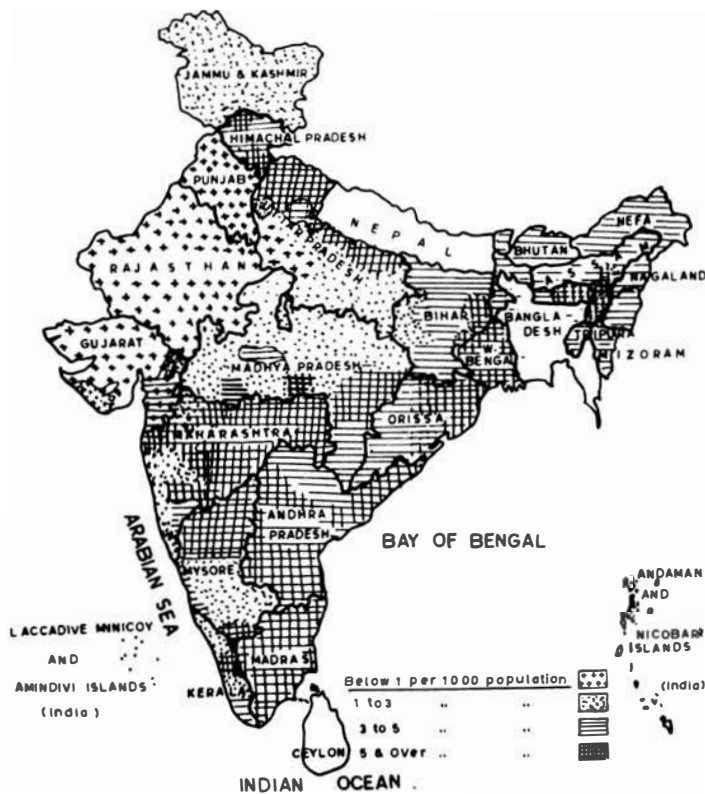 JAMMU & KASHMIR
HIMACHAL PRADESH
PUNJAB
UTTAR PRADESH
NEPAL
NEFA
BHUTAN
ASSAM
NAGALAND
RAJASTHAN
BIHAR
BANGLA-
DESH
TRIPURA
MIZORAM
GUJARAT
W.
BENGAL
MADHYA PRADESH
ORISSA
MAHARASHTRA
ANDHRA
PRADESH
BAY OF BENGAL
ARABIAN SEA
MYSORE
ANDAMAN
AND
NICOBAR
ISLANDS
(India)
LACCADIVE MINICOY
AND
AMINDIVI ISLANDS
(India)
MADRAS
KERALA
CEYLON
Below 1 per 1000 population
1 to 3 " "
3 to 5 " "
5 & Over " "
INDIAN OCEAN